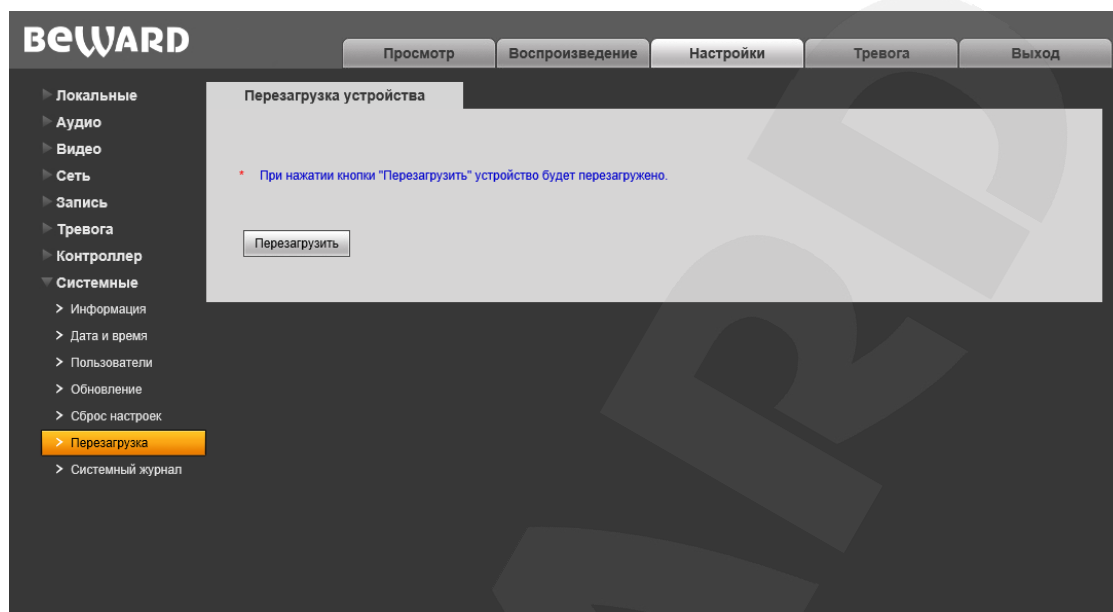 BEWARD
Просмотр
Воспроизведение
Настройки
Тревога
Выход
Локальные
Аудио
Видео
Сеть
Запись
Тревога
Контроллер
Системные
> Информация
> Дата и время
> Пользователи
> Обновление
> Сброс настроек
> Перезагрузка
> Системный журнал
Перезагрузка устройства
* При нажатии кнопки "Перезагрузить" устройство будет перезагружено.
Перезагрузить